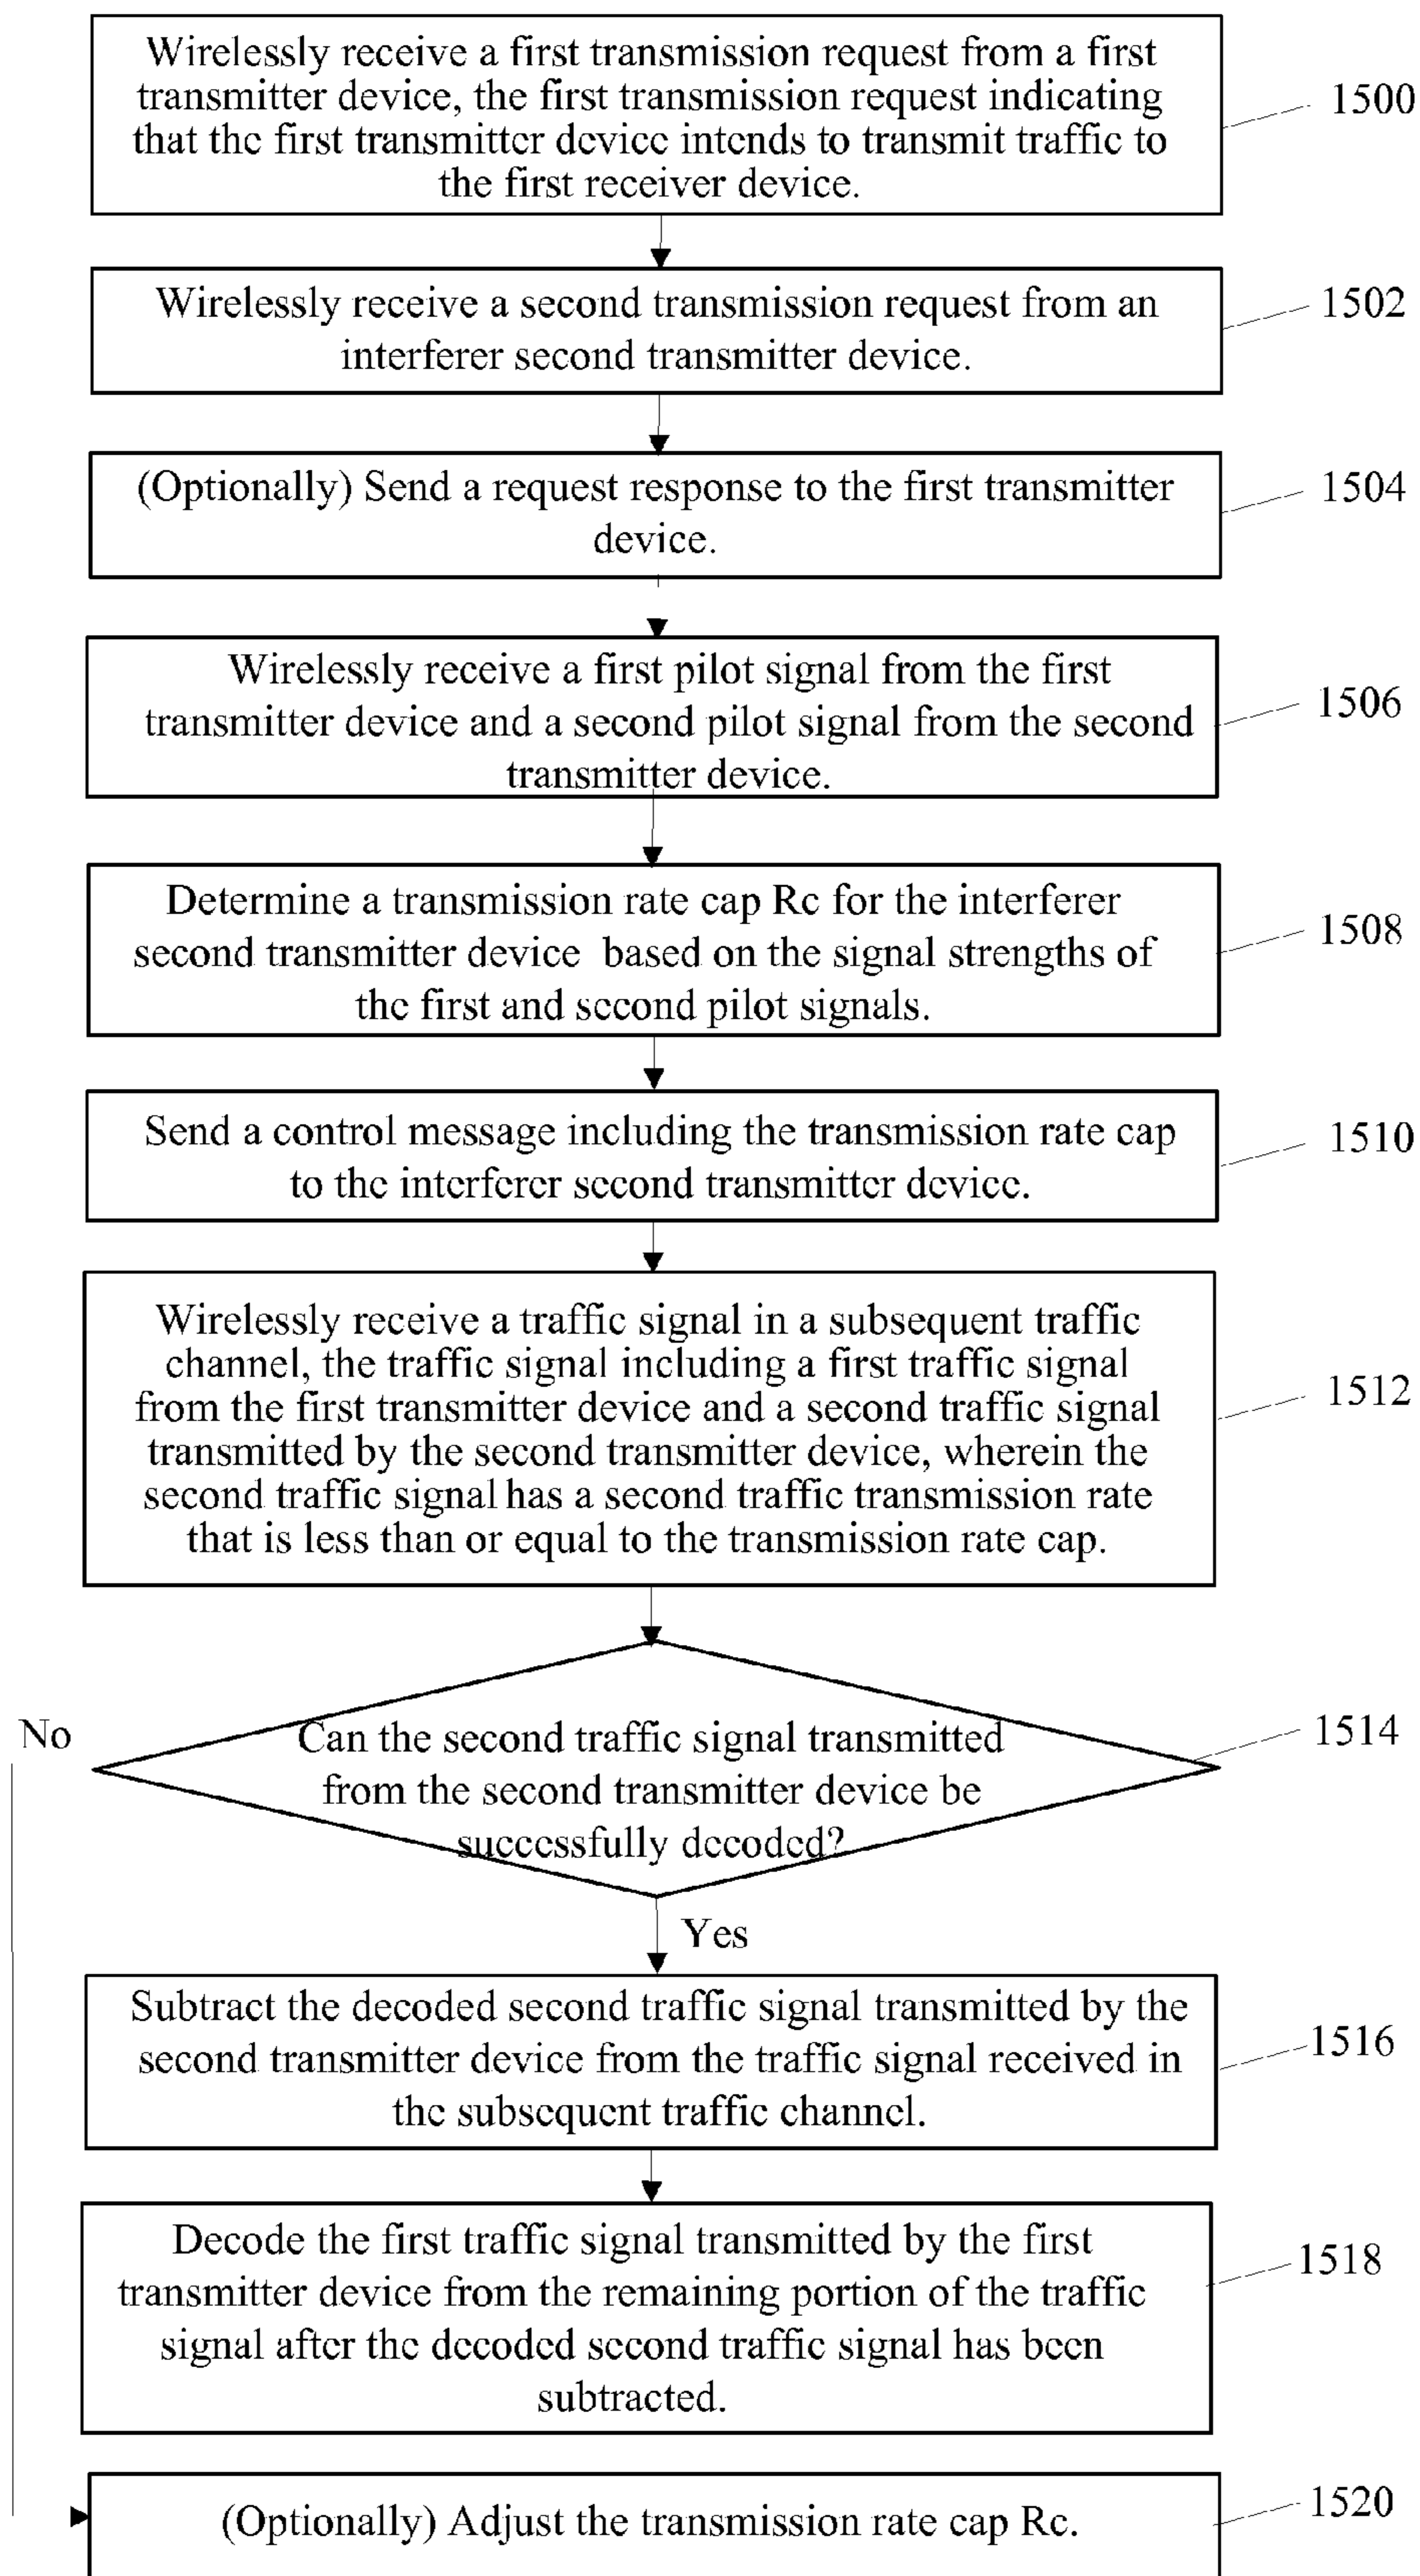 Wirelessly receive a first transmission request from a first
transmitter device, the first transmission request indicating
that the first transmitter device intends to transmit traffic to
the first receiver device.
1500
Wirelessly receive a second transmission request from an
interferer second transmitter device.
1502
(Optionally) Send a request response to the first transmitter
device.
1504
Wirelessly receive a first pilot signal from the first
transmitter device and a second pilot signal from the second
transmitter device.
1506
Determine a transmission rate cap Rc for the interferer
second transmitter device based on the signal strengths of
the first and second pilot signals.
1508
Send a control message including the transmission rate cap
to the interferer second transmitter device.
1510
Wirelessly receive a traffic signal in a subsequent traffic
channel, the traffic signal including a first traffic signal
from the first transmitter device and a second traffic signal
transmitted by the second transmitter device, wherein the
second traffic signal has a second traffic transmission rate
that is less than or equal to the transmission rate cap.
1512
No
Can the second traffic signal transmitted
from the second transmitter device be
successfully decoded?
1514
Yes
Subtract the decoded second traffic signal transmitted by the
second transmitter device from the traffic signal received in
the subsequent traffic channel.
1516
Decode the first traffic signal transmitted by the first
transmitter device from the remaining portion of the traffic
signal after the decoded second traffic signal has been
subtracted.
1518
(Optionally) Adjust the transmission rate cap Rc.
1520